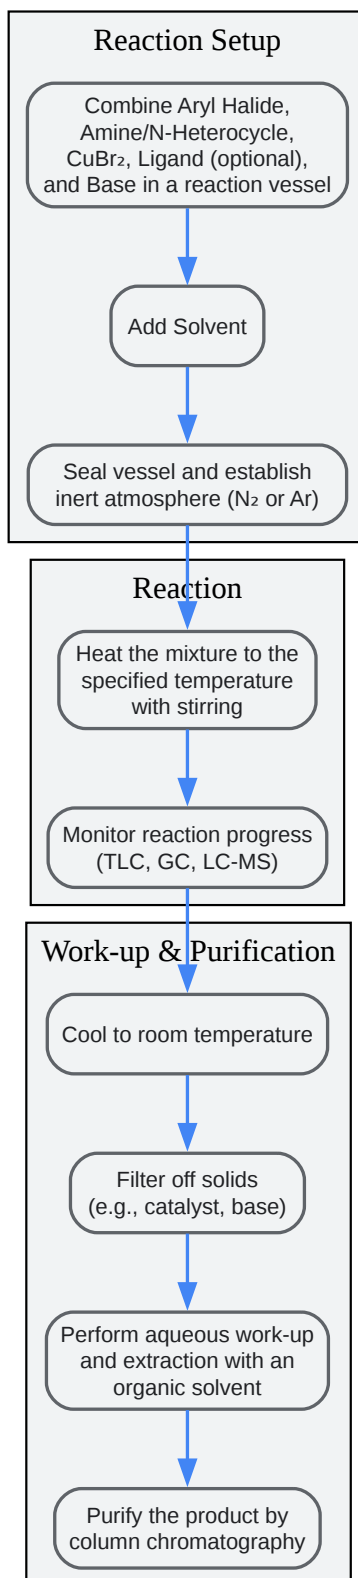 Reaction Setup
Combine Aryl Halide,
Amine/N-Heterocycle,
CuBr₂, Ligand (optional),
and Base in a reaction vessel
Add Solvent
Seal vessel and establish
inert atmosphere (N₂ or Ar)
Reaction
Heat the mixture to the
specified temperature
with stirring
Monitor reaction progress
(TLC, GC, LC-MS)
Work-up & Purification
Cool to room temperature
Filter off solids
(e.g., catalyst, base)
Perform aqueous work-up
and extraction with an
organic solvent
Purify the product by
column chromatography